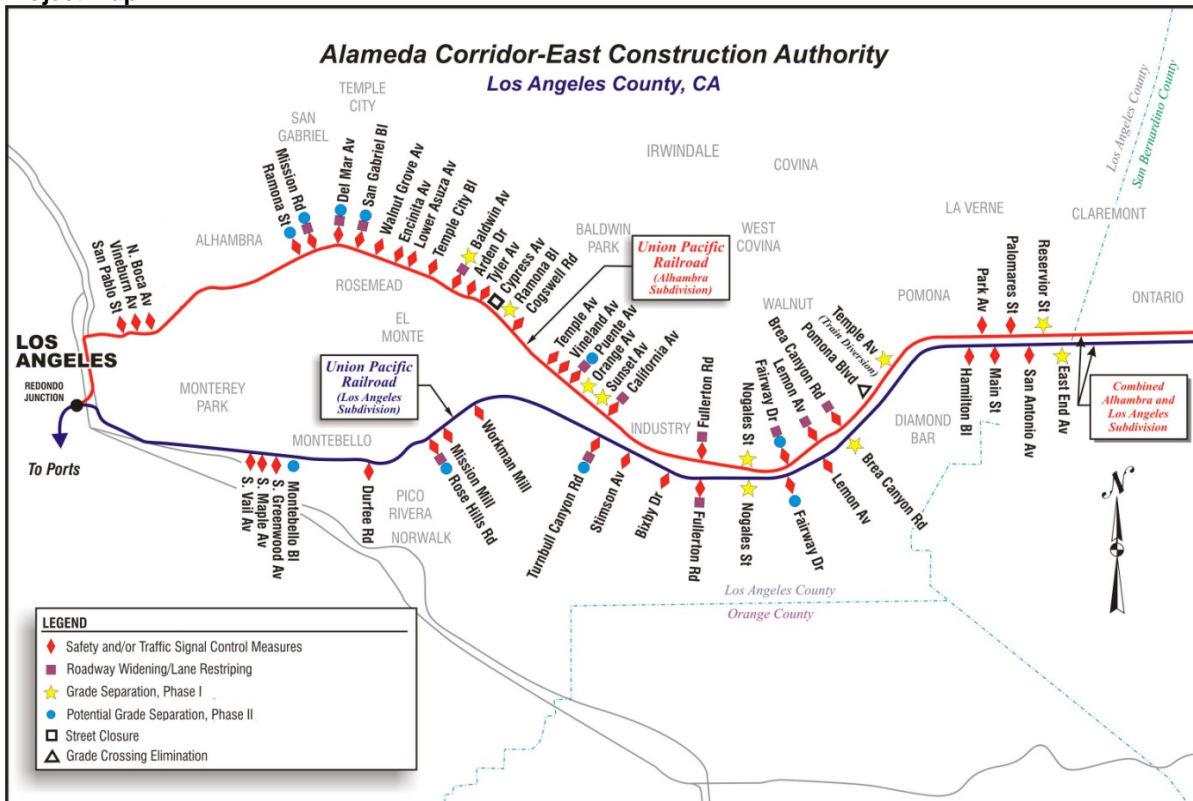 Alameda Corridor-East Construction Authority
Los Angeles County, CA
TEMPLE
CITY
SAN
GABRIEL
IRWINDALE
COVINA
Los Angeles County
San Bernardino County
LA VERNE
CLAREMONT
ALHAMBRA
ROSEMEAD
BALDWIN
PARK
WEST
COVINA
WALNUT
POMONA
ONTARIO
EL
MONTE
MONTEREY
PARK
MONTEBELLO
PICO
RIVERA
NORWALK
INDUSTRY
DIAMOND
BAR
San Pablo St
Vineburn Av
N. Boca Av
Ramona St
Mission Rd
Del Mar Av
San Gabriel Bl
Walnut Grove Av
Encinita Av
Lower Asuza Av
Temple City Bl
Baldwin Av
Arden Dr
Tyler Av
Cypress Av
Ramona Bl
Cogswell Rd
Union Pacific
Railroad
(Alhambra
Subdivision)
Temple Av
Vineland Av
Puente Av
Orange Av
Sunset Av
California Av
Fullerton Rd
Nogales St
Fairway Dr
Lemon Av
Brea Canyon Rd
Pomona Blvd
(Train Diversion)
Temple Av
Park Av
Palomares St
Reservoir St
LOS
ANGELES
REDONDO
JUNCTION
To Ports
Union Pacific
Railroad
(Los Angeles
Subdivision)
S. Vail Av
S. Maple Av
S. Greenwood Av
Montebello Bl
Durfee Rd
Rose Hills Rd
Mission Mill
Workman Mill
Turnbull Canyon Rd
Stimson Av
Bixby Dr
Fullerton Rd
Nogales St
Fairway Dr
Lemon Av
Brea Canyon Rd
Hamilton Bl
Main St
San Antonio Av
East End Av
Combined
Alhambra and
Los Angeles
Subdivision
N
Los Angeles County
Orange County
LEGEND
Safety and/or Traffic Signal Control Measures
Roadway Widening/Lane Restriping
Grade Separation, Phase I
Potential Grade Separation, Phase II
Street Closure
Grade Crossing Elimination